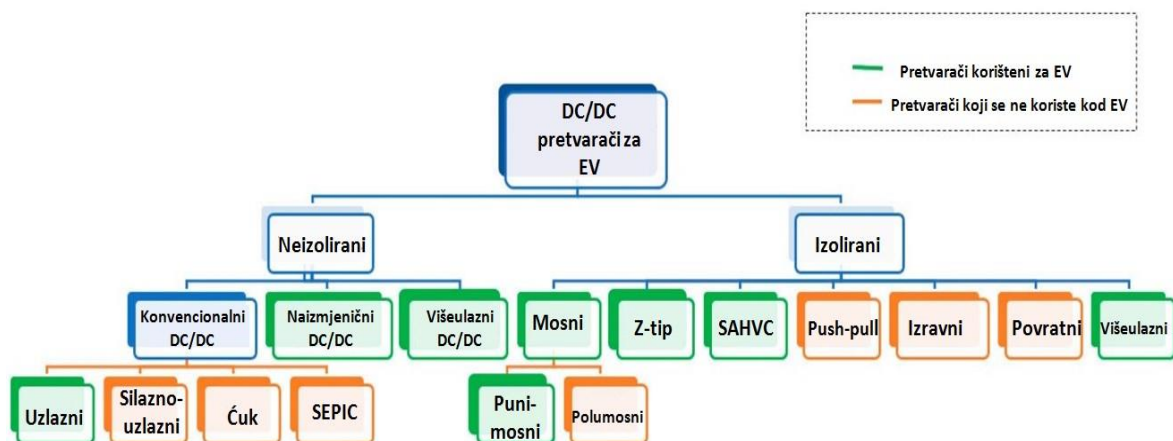 Pretvarači korišteni za EV
Pretvarači koji se ne koriste kod EV
DC/DC
pretvarači za
EV
Neizolirani
Izolirani
Konvencionalni
DC/DC
Naizmjenični
DC/DC
Višeulazni
DC/DC
Mosni
Z-tip
SAHVC
Push-pull
Izravni
Povratni
Višeulazni
Uzlazni
Silazno-
uzlazni
Ćuk
SEPIC
Puni-
mosni
Polumosni